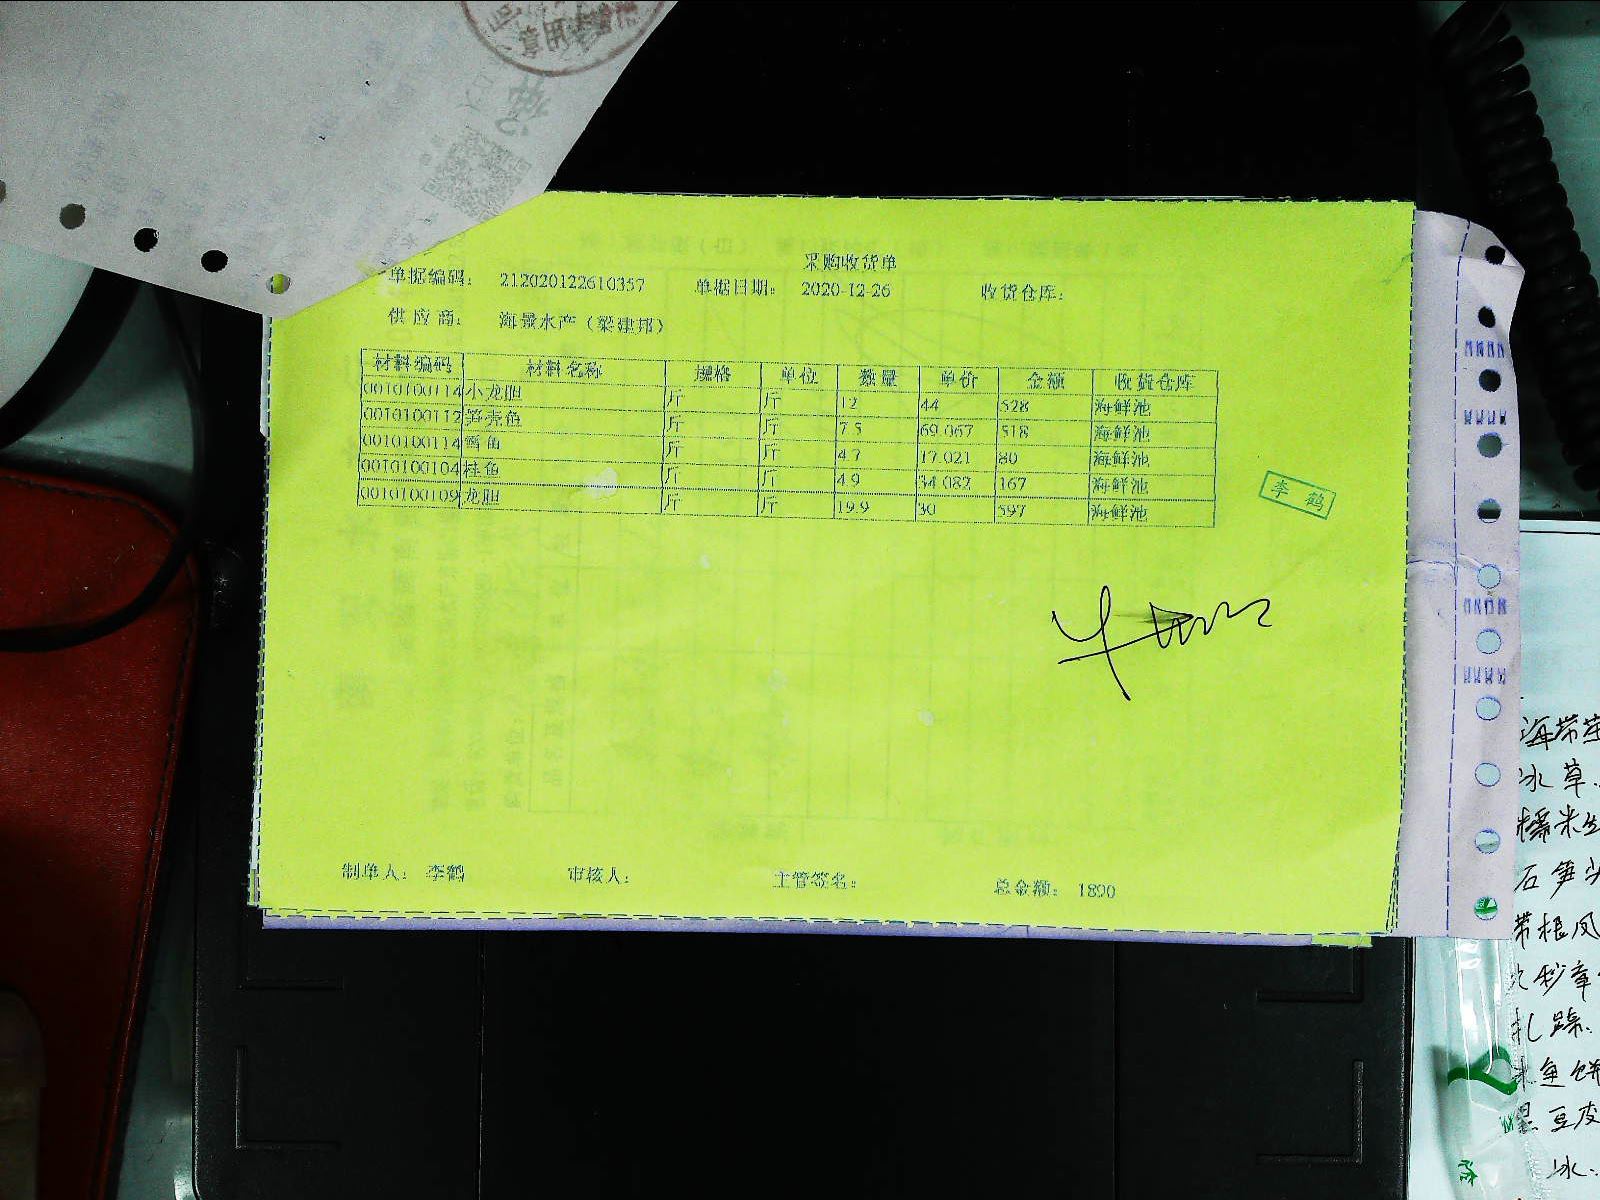 采购收货单
单据编码： 212020122610357 单据日期： 2020-12-26 收货仓库：
供应商： 海景水产（梁建邦）
材料编码 材料名称 规格 单位 数量 单价 金额 收货仓库
0010100114 小龙胆 斤 斤 12 44 528 海鲜池
0010100112 笋壳鱼 斤 斤 7.5 69.067 518 海鲜池
0010100114 鱼 斤 斤 4.7 17.021 80 海鲜池
0010100104 桂鱼 斤 斤 4.9 34.082 167 海鲜池
0010100109 龙胆 斤 斤 19.9 30 597 海鲜池
李鹤
制单人： 李鹤 审核人： 主管签名： 总金额： 1890
海带
冰草
糯米
石笋
带根
扎蹄
鱼饼
豆皮
冰